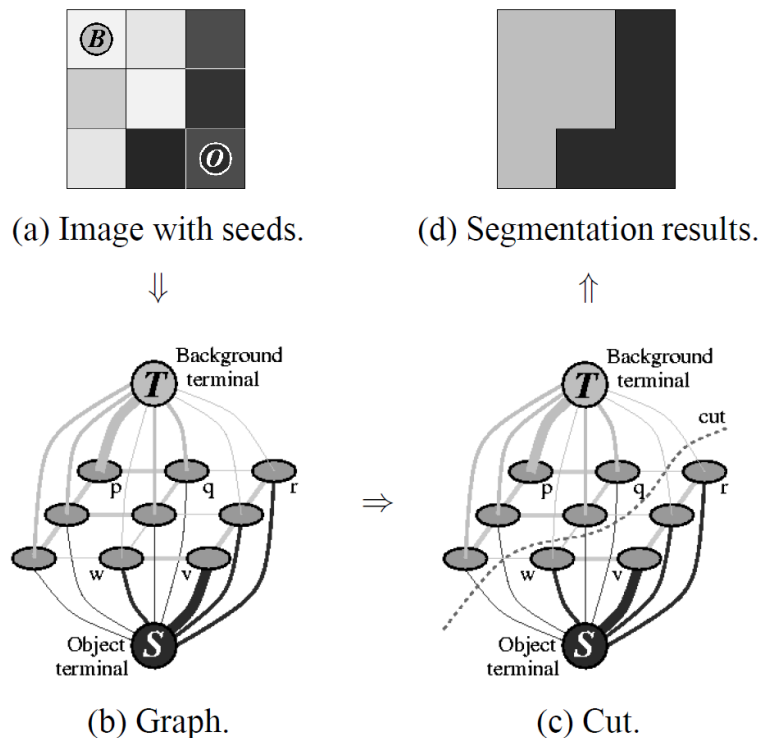 B
O
(a) Image with seeds.
(d) Segmentation results.
⇓
⇑
Background
terminal
T
p
q
r
w
v
Object
terminal
S
(b) Graph.
⇒
Background
terminal
T
cut
p
q
r
w
v
Object
terminal
S
(c) Cut.